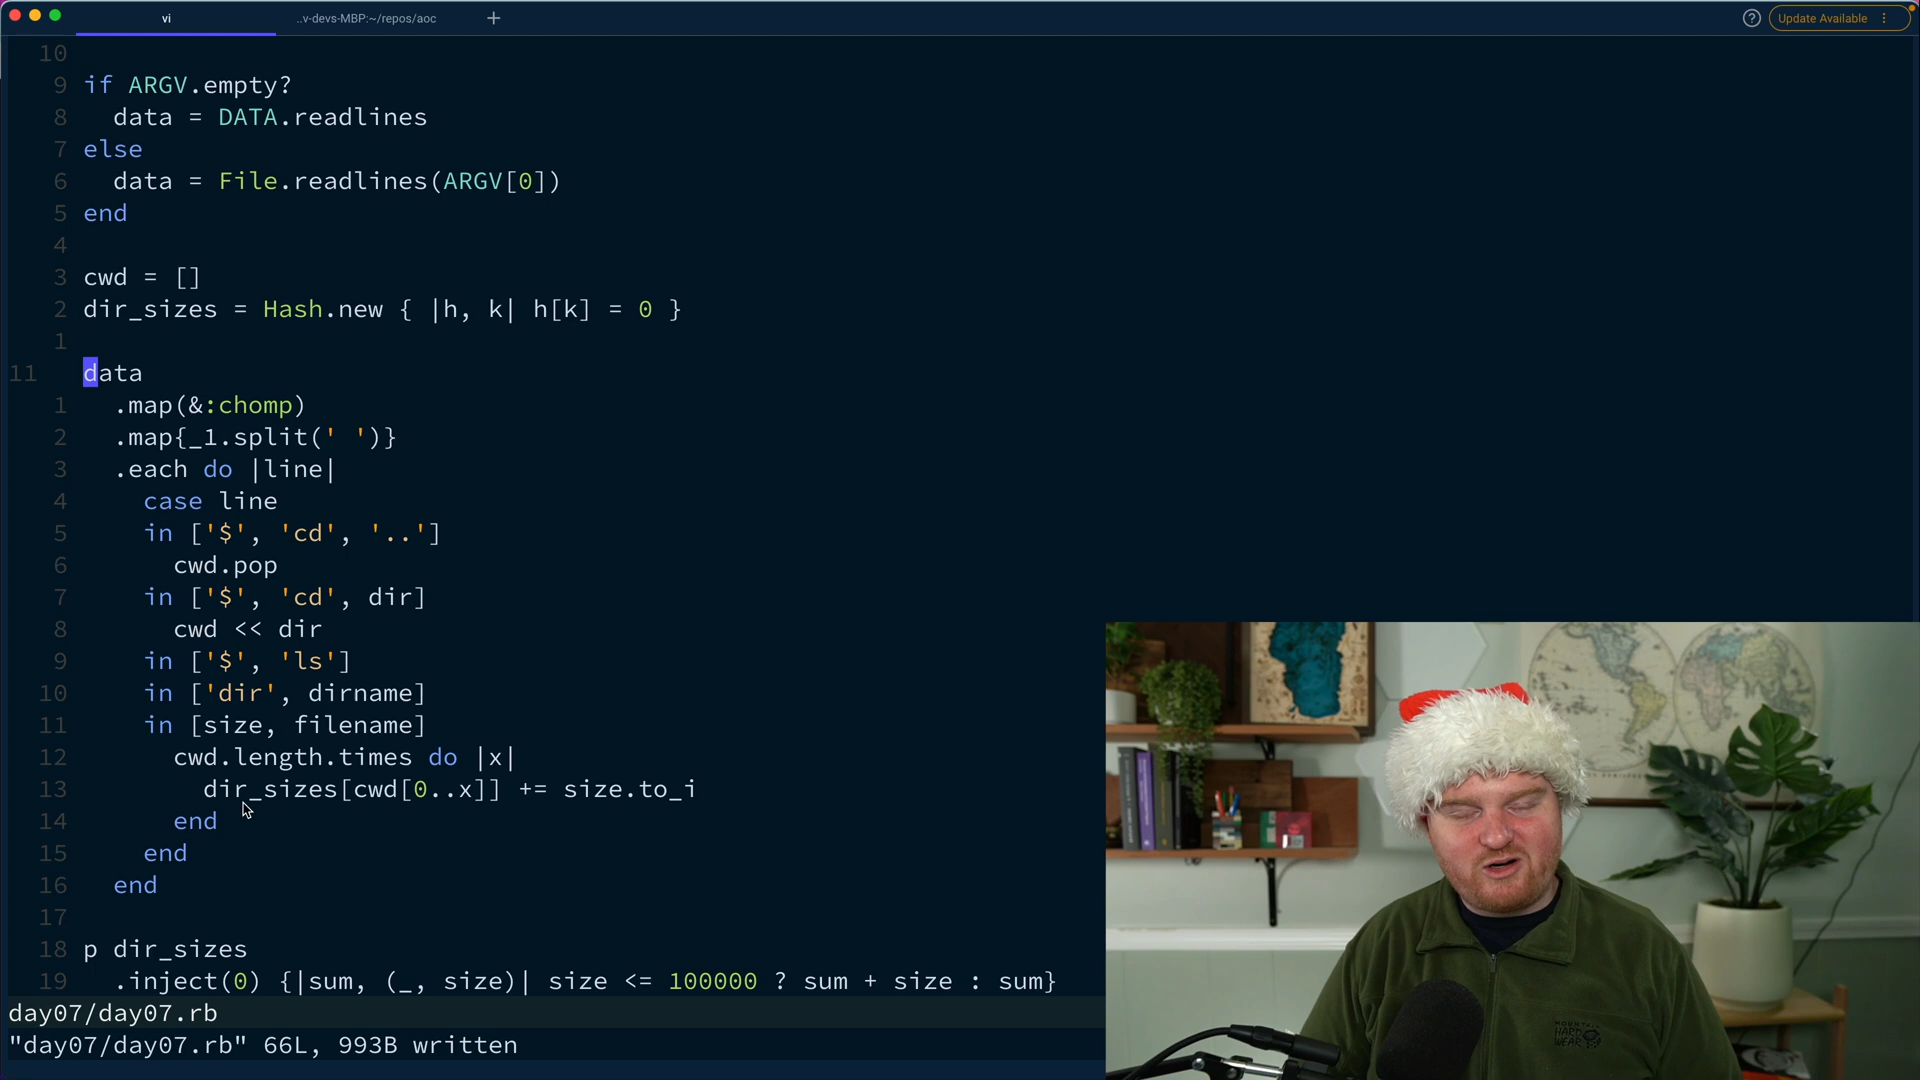 vi
..v-devs-MBP:~/repos/aoc
+
?
Update Available
10
9 if ARGV.empty?
8 data = DATA.readlines
7 else
6 data = File.readlines(ARGV[0])
5 end
4
3 cwd = []
2 dir_sizes = Hash.new { |h, k| h[k] = 0 }
1
11 data
1 .map(&:chomp)
2 .map{_1.split(' ')}
3 .each do |line|
4 case line
5 in ['$', 'cd', '..']
6 cwd.pop
7 in ['$', 'cd', dir]
8 cwd << dir
9 in ['$', 'ls']
10 in ['dir', dirname]
11 in [size, filename]
12 cwd.length.times do |x|
13 dir_sizes[cwd[0..x]] += size.to_i
14 end
15 end
16 end
17
18 p dir_sizes
19 .inject(0) {|sum, (_, size)| size <= 100000 ? sum + size : sum}
day07/day07.rb
"day07/day07.rb" 66L, 993B written
MOUNTAIN
HARD
WEAR